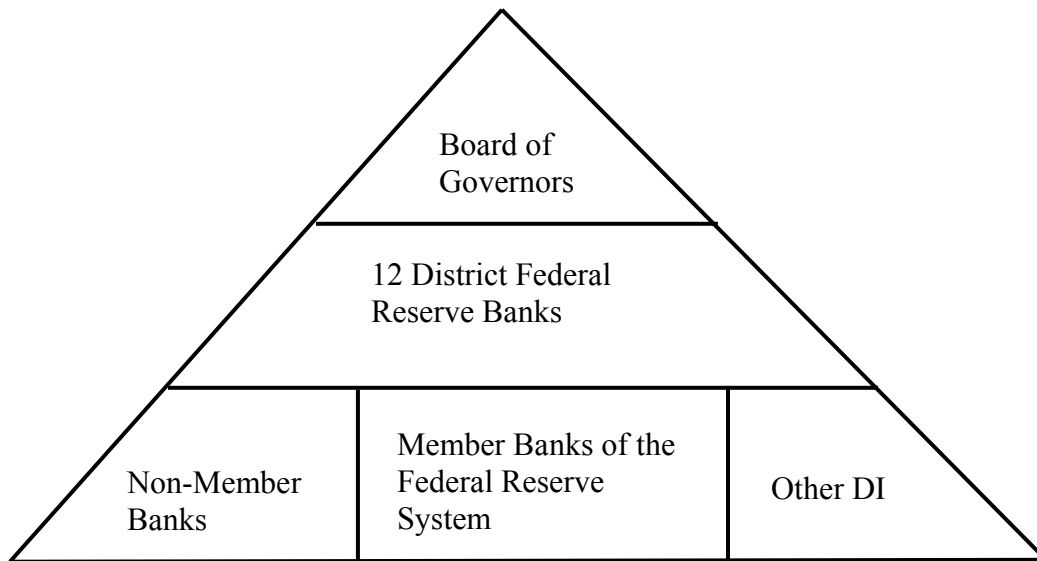 Board of
Governors
12 District Federal
Reserve Banks
Non-Member
Banks
Member Banks of the
Federal Reserve
System
Other DI